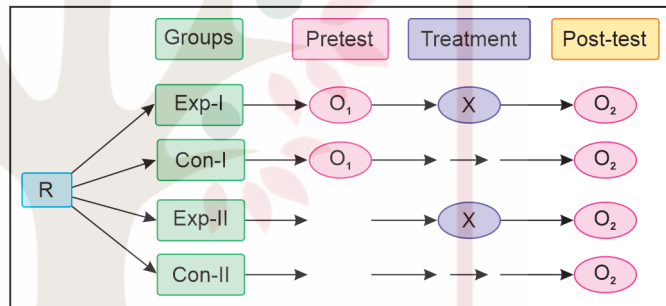 Groups Pretest Treatment Post-test
Exp-I O₁ X O₂
Con-I O₁ O₂
R
Exp-II X O₂
Con-II O₂